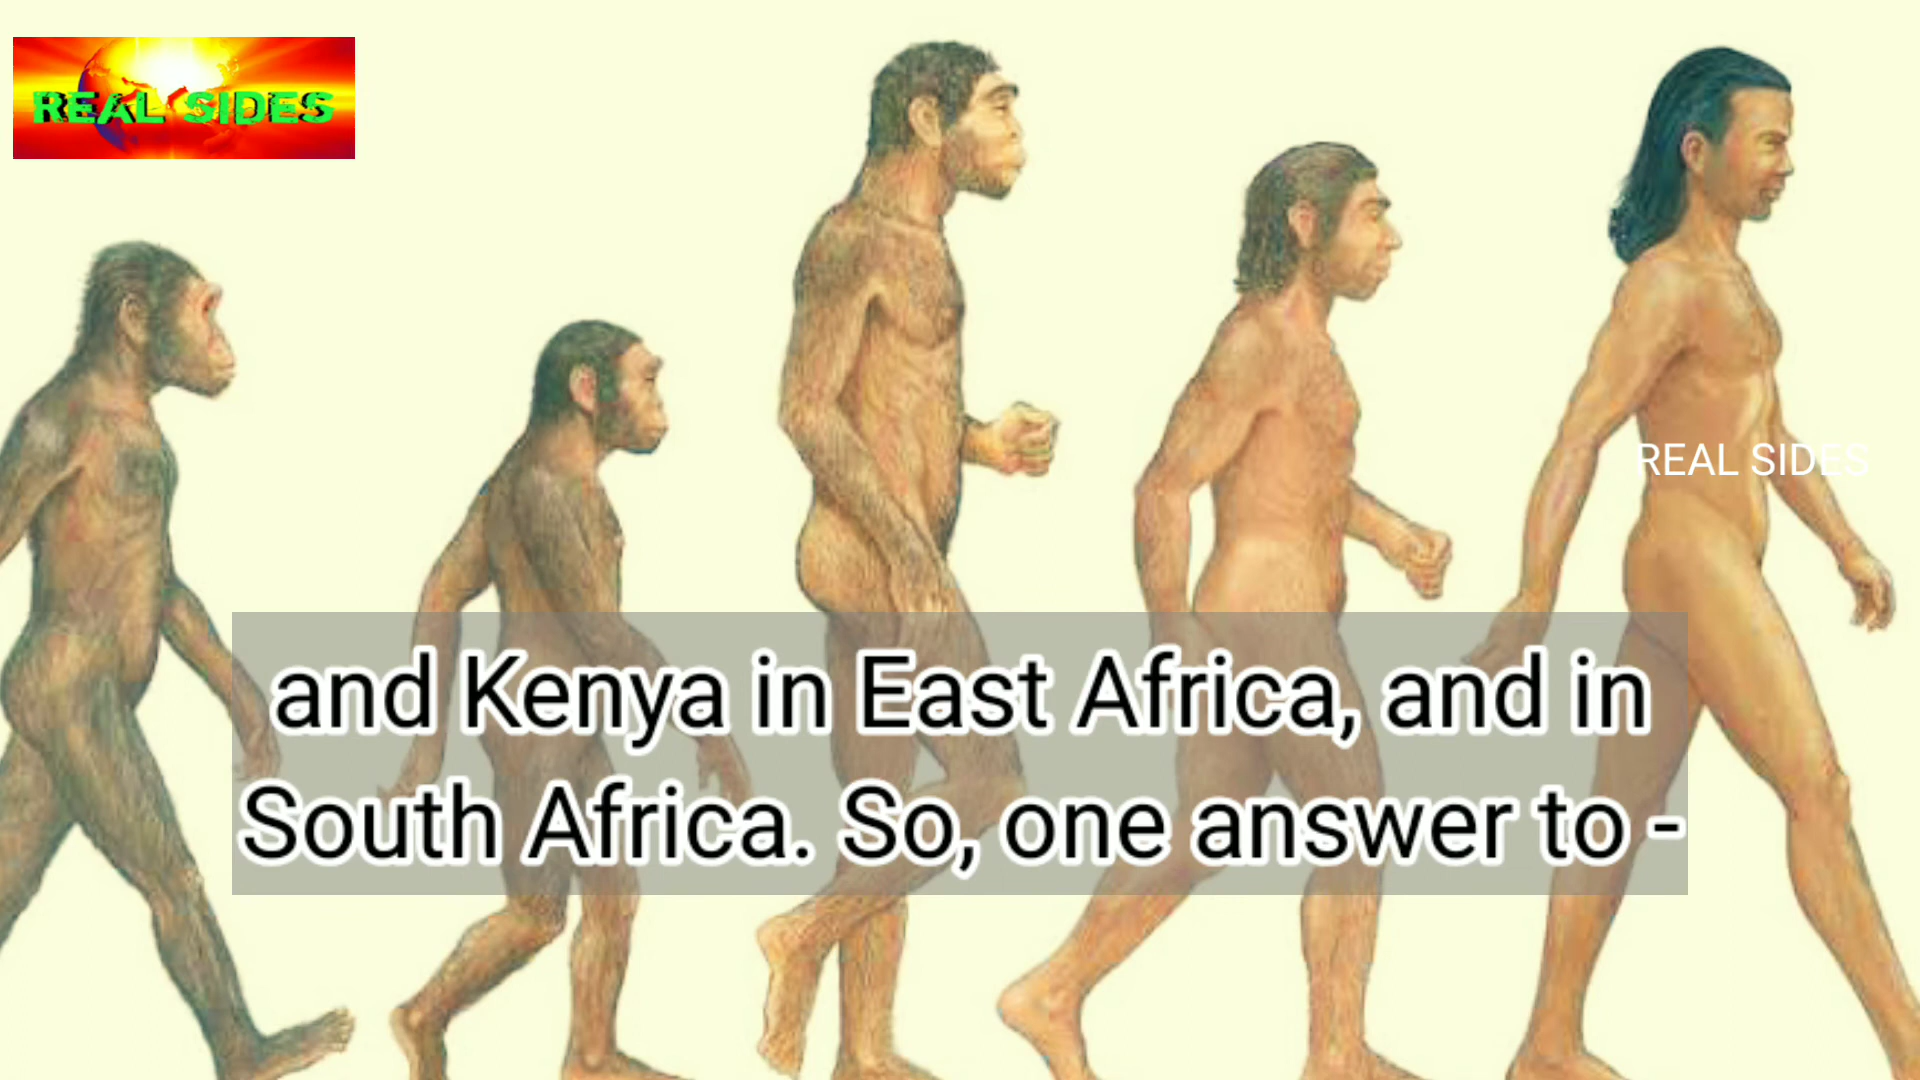 REAL SIDES
REAL SIDES
and Kenya in East Africa, and in
South Africa. So, one answer to -